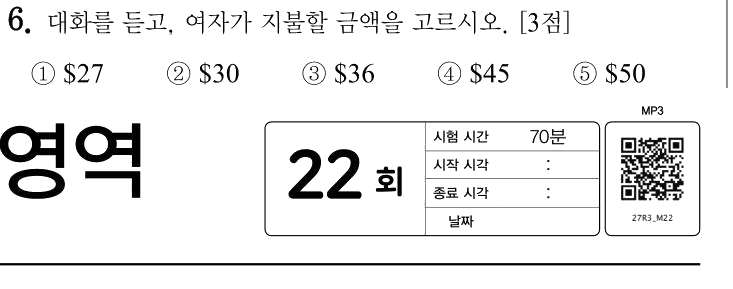 6. 대화를 듣고, 여자가 지불할 금액을 고르시오. [3점]
① $27 ② $30 ③ $36 ④ $45 ⑤ $50
영역
22 회
시험 시간 70분
시작 시각 :
종료 시각 :
날짜
MP3
27R3_M22